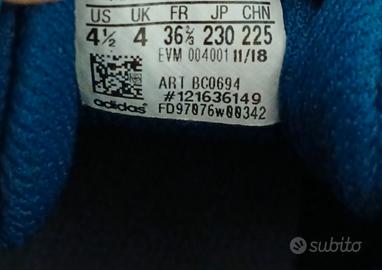 US UK FR JP CHN
4½ 4 36⅔ 230 225
EVM 004001 11/18
ART BC0694
#121636149
adidas FD97076w00342
subito